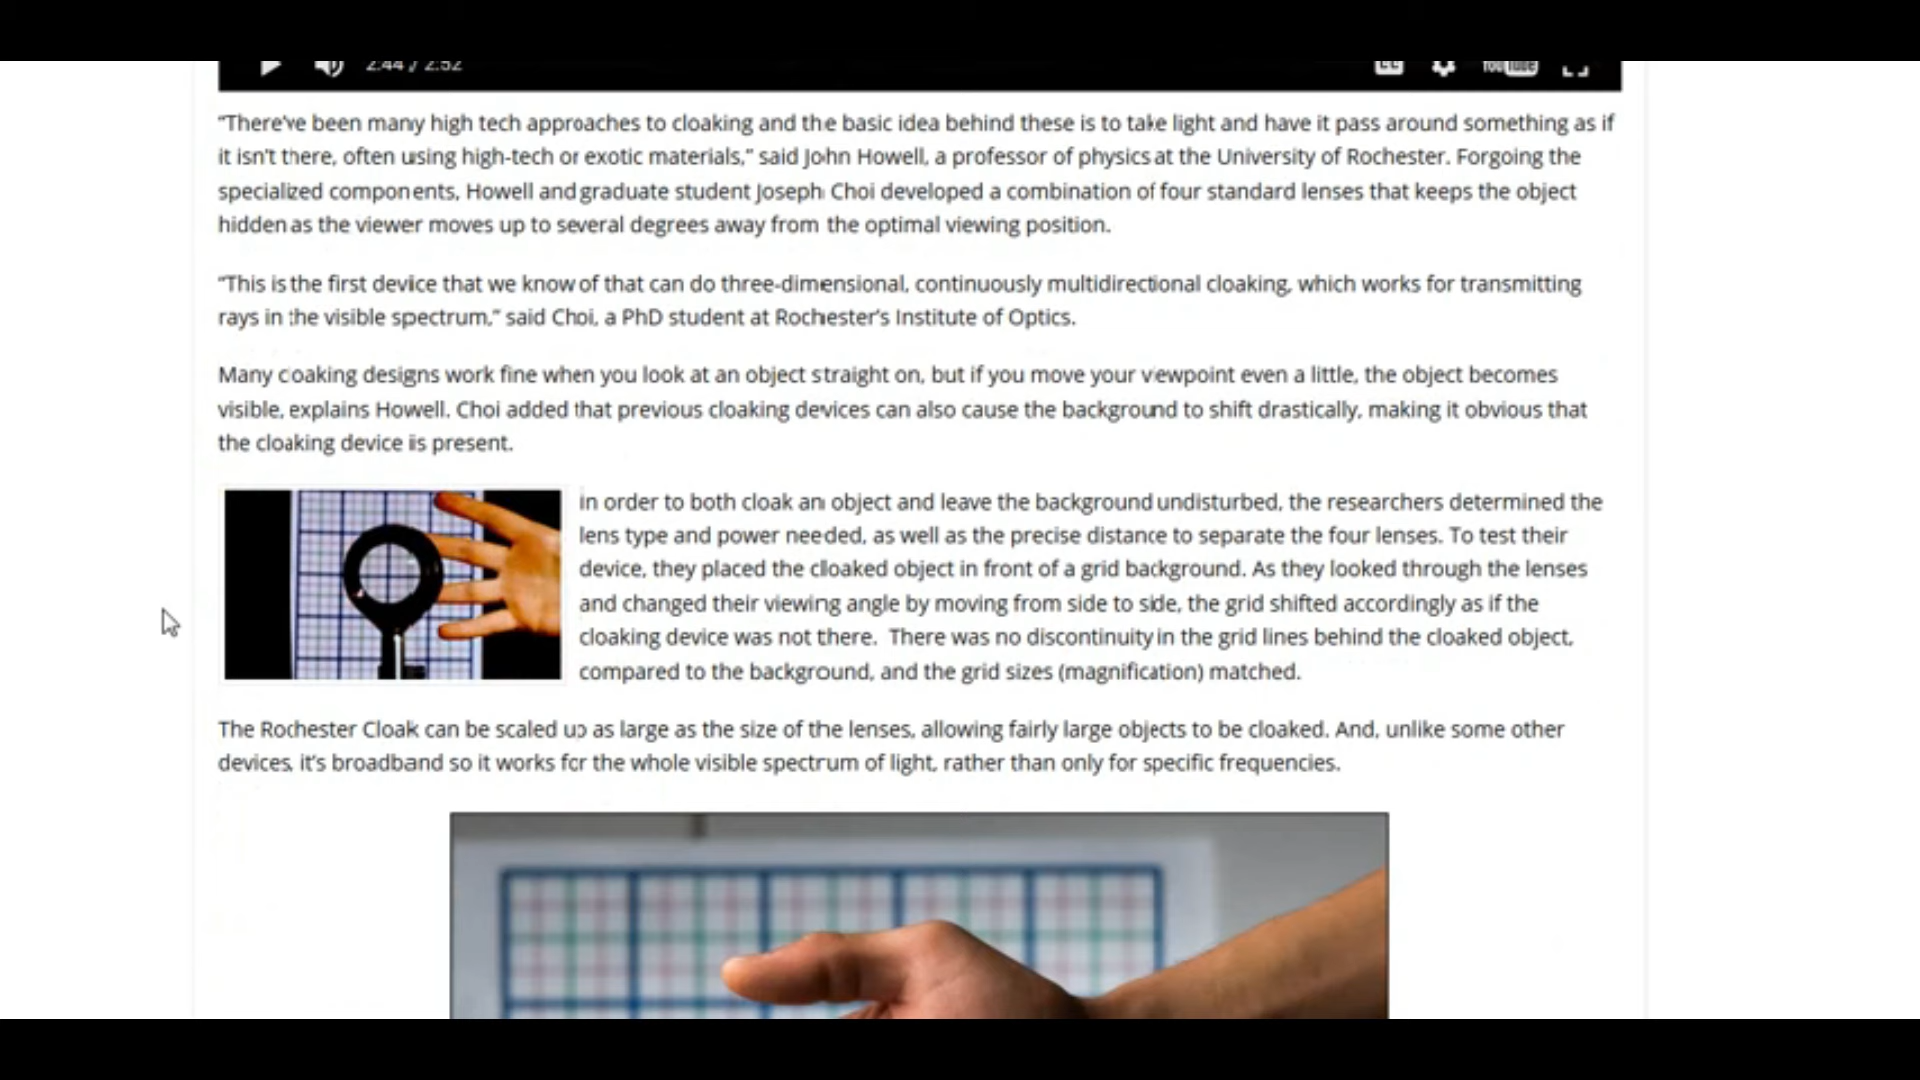 2:44 / 2:52
CC
YouTube
“There’ve been many high tech approaches to cloaking and the basic idea behind these is to take light and have it pass around something as if
it isn’t there, often using high-tech or exotic materials,” said John Howell, a professor of physics at the University of Rochester. Forgoing the
specialized components, Howell and graduate student Joseph Choi developed a combination of four standard lenses that keeps the object
hidden as the viewer moves up to several degrees away from the optimal viewing position.
“This is the first device that we know of that can do three-dimensional, continuously multidirectional cloaking, which works for transmitting
rays in the visible spectrum,” said Choi, a PhD student at Rochester’s Institute of Optics.
Many cloaking designs work fine when you look at an object straight on, but if you move your viewpoint even a little, the object becomes
visible, explains Howell. Choi added that previous cloaking devices can also cause the background to shift drastically, making it obvious that
the cloaking device is present.
In order to both cloak an object and leave the background undisturbed, the researchers determined the
lens type and power needed, as well as the precise distance to separate the four lenses. To test their
device, they placed the cloaked object in front of a grid background. As they looked through the lenses
and changed their viewing angle by moving from side to side, the grid shifted accordingly as if the
cloaking device was not there. There was no discontinuity in the grid lines behind the cloaked object,
compared to the background, and the grid sizes (magnification) matched.
The Rochester Cloak can be scaled up as large as the size of the lenses, allowing fairly large objects to be cloaked. And, unlike some other
devices, it’s broadband so it works for the whole visible spectrum of light, rather than only for specific frequencies.